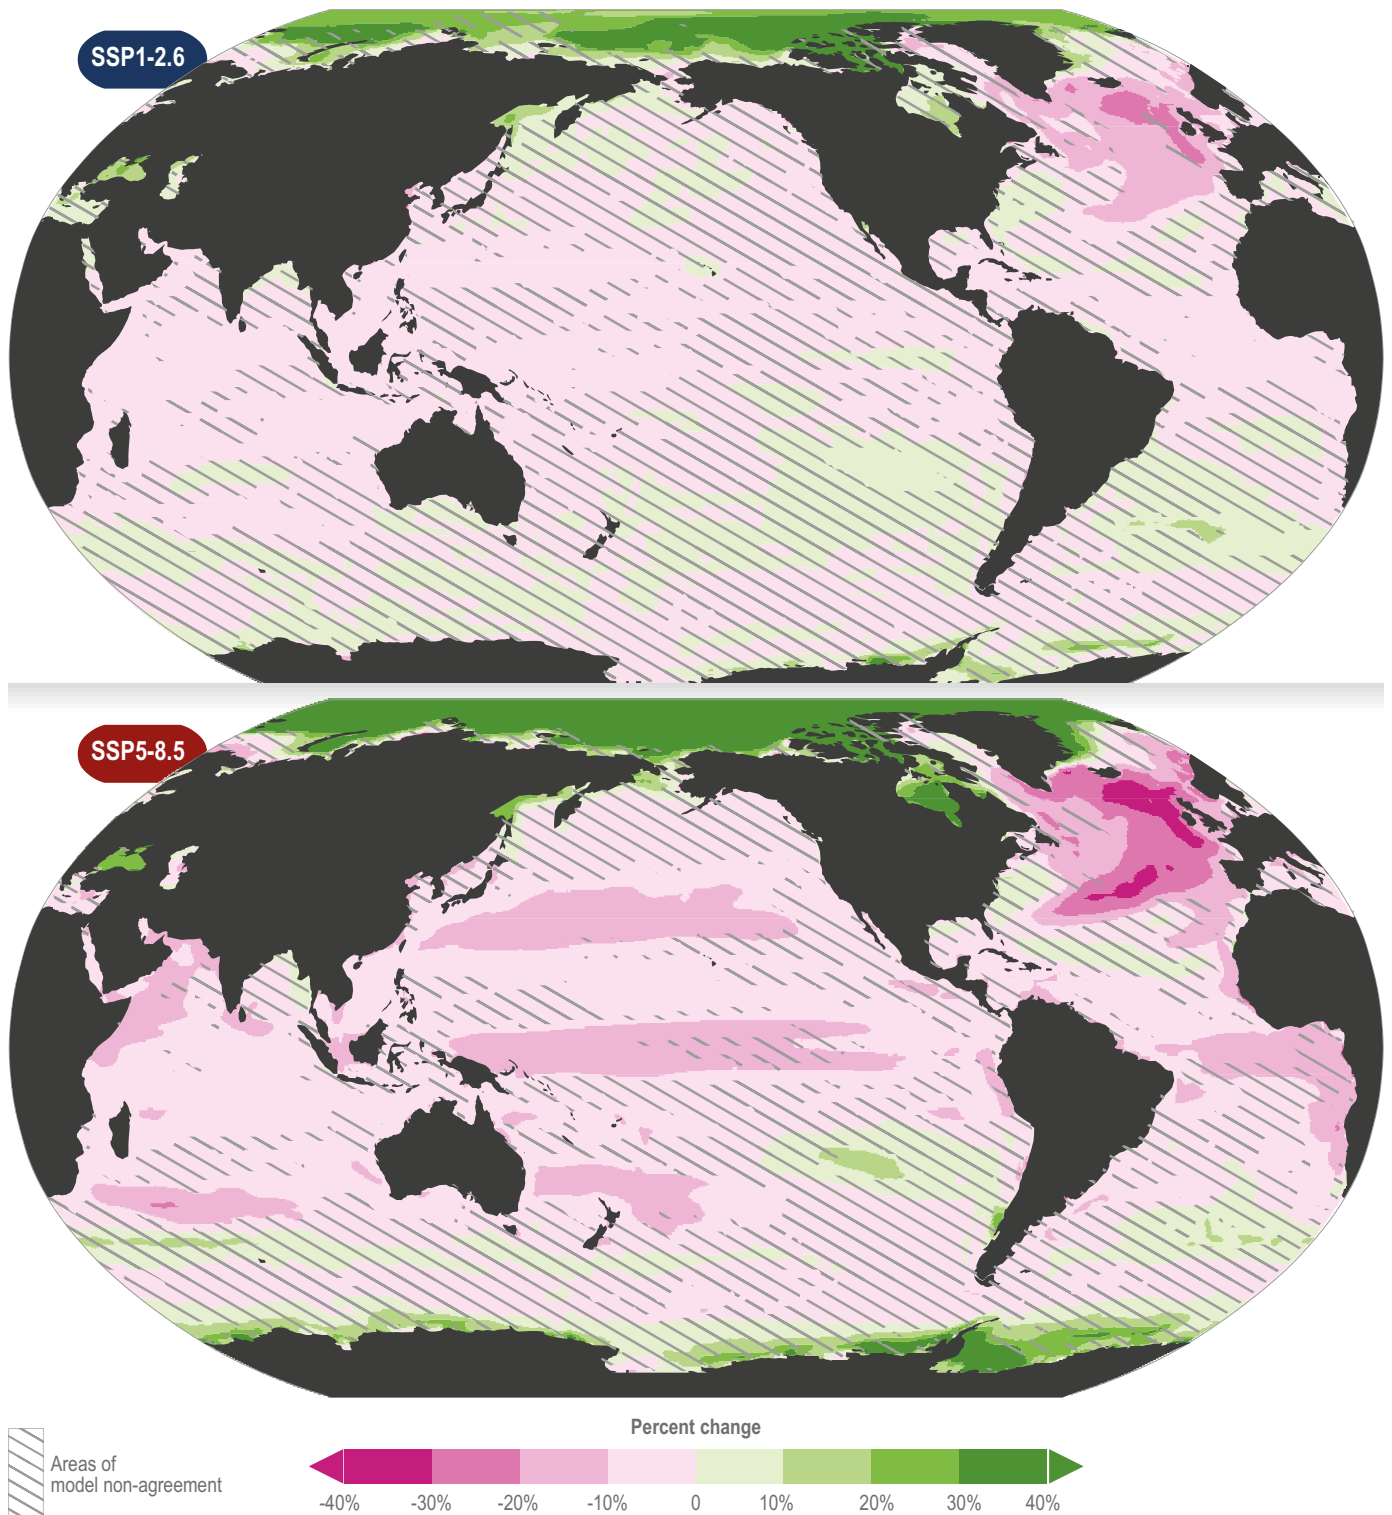 SSP1-2.6
SSP5-8.5
Percent change
Areas of
model non-agreement
-40% -30% -20% -10% 0 10% 20% 30% 40%